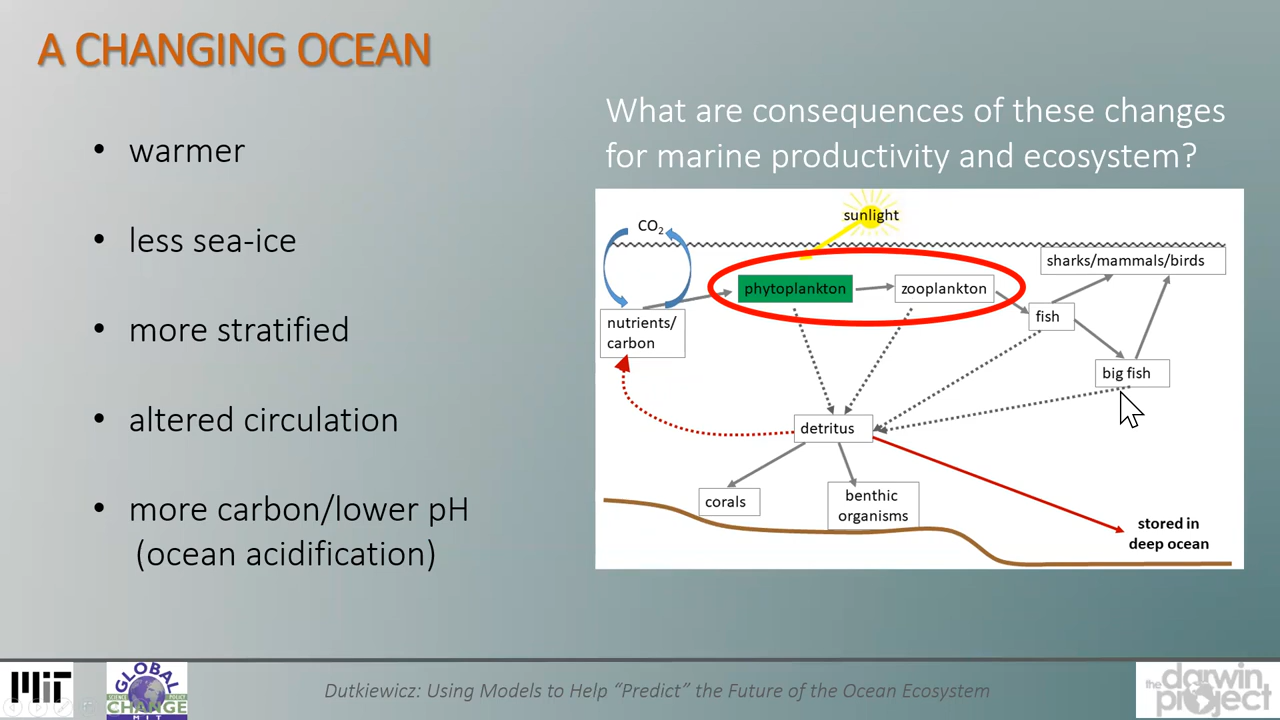 A CHANGING OCEAN
• warmer
• less sea-ice
• more stratified
• altered circulation
• more carbon/lower pH
(ocean acidification)
What are consequences of these changes
for marine productivity and ecosystem?
sunlight
CO₂
sharks/mammals/birds
phytoplankton
zooplankton
nutrients/
carbon
fish
big fish
detritus
corals
benthic
organisms
stored in
deep ocean
MIT
GLOBAL
SCIENCE POLICY
CHANGE
MIT
Dutkiewicz: Using Models to Help “Predict” the Future of the Ocean Ecosystem
the darwin
project